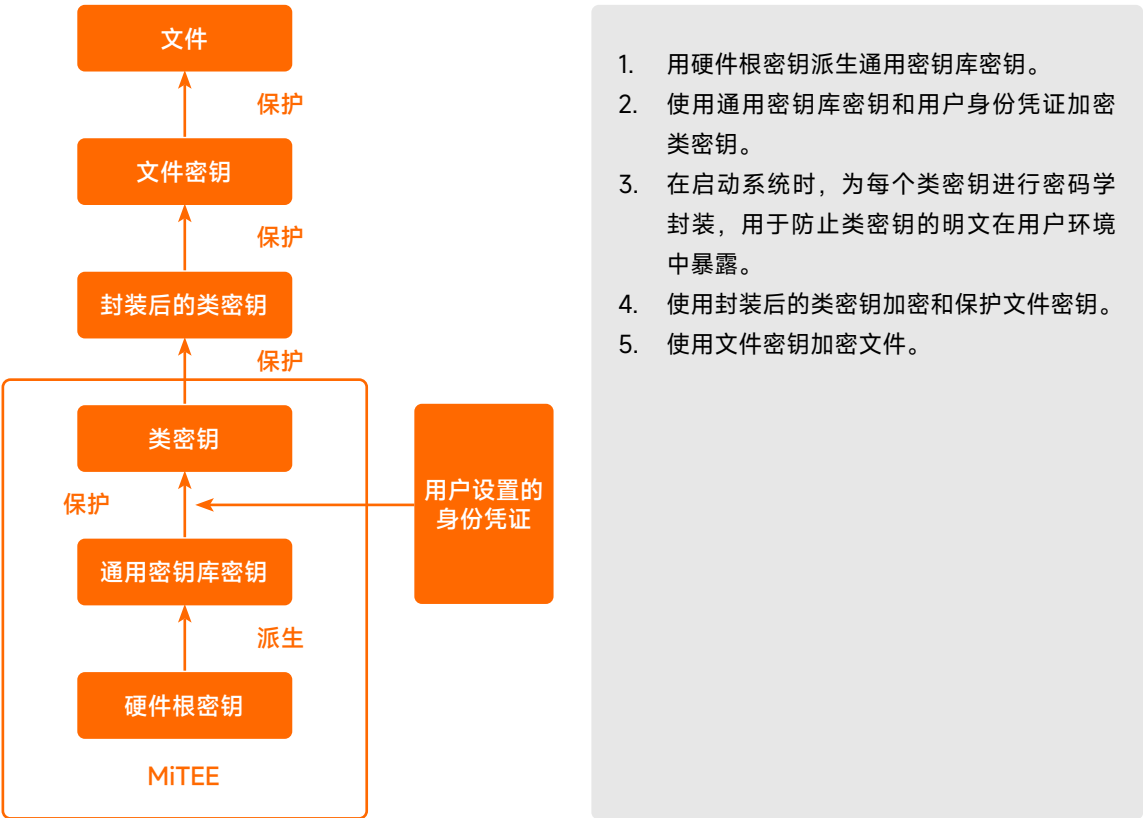 文件
保护
文件密钥
保护
封装后的类密钥
保护
类密钥
保护
用户设置的
身份凭证
通用密钥库密钥
派生
硬件根密钥
MiTEE
1. 用硬件根密钥派生通用密钥库密钥。
2. 使用通用密钥库密钥和用户身份凭证加密
类密钥。
3. 在启动系统时，为每个类密钥进行密码学
封装，用于防止类密钥的明文在用户环境
中暴露。
4. 使用封装后的类密钥加密和保护文件密钥。
5. 使用文件密钥加密文件。